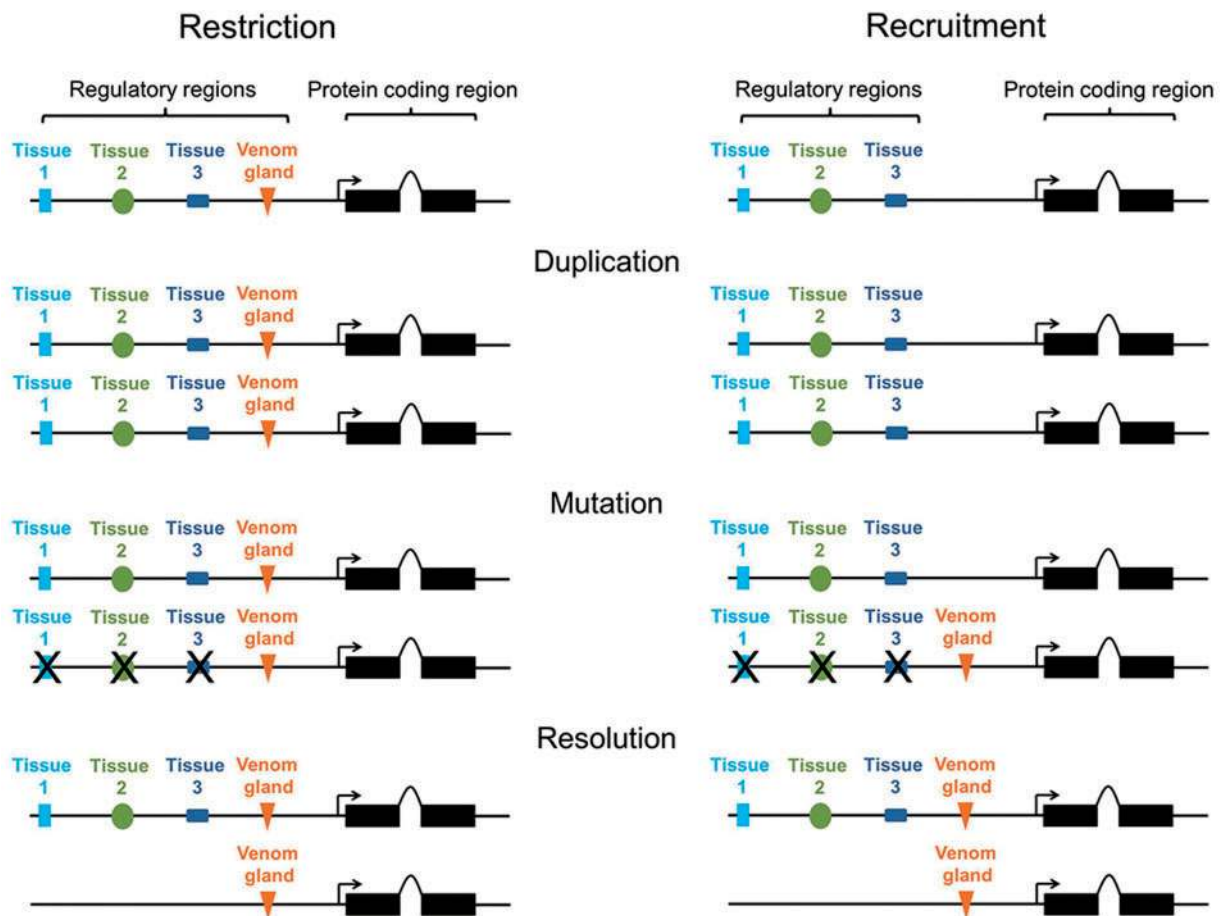 Restriction Recruitment
Regulatory regions Protein coding region Regulatory regions Protein coding region
Tissue Tissue Tissue Venom Tissue Tissue Tissue
1 2 3 gland 1 2 3
Duplication
Tissue Tissue Tissue Venom Tissue Tissue Tissue
1 2 3 gland 1 2 3
Tissue Tissue Tissue Venom Tissue Tissue Tissue
1 2 3 gland 1 2 3
Mutation
Tissue Tissue Tissue Venom Tissue Tissue Tissue
1 2 3 gland 1 2 3
Tissue Tissue Tissue Venom Tissue Tissue Tissue Venom
1 2 3 gland 1 2 3 gland
Resolution
Tissue Tissue Tissue Venom Tissue Tissue Tissue Venom
1 2 3 gland 1 2 3 gland
Venom Venom
gland gland